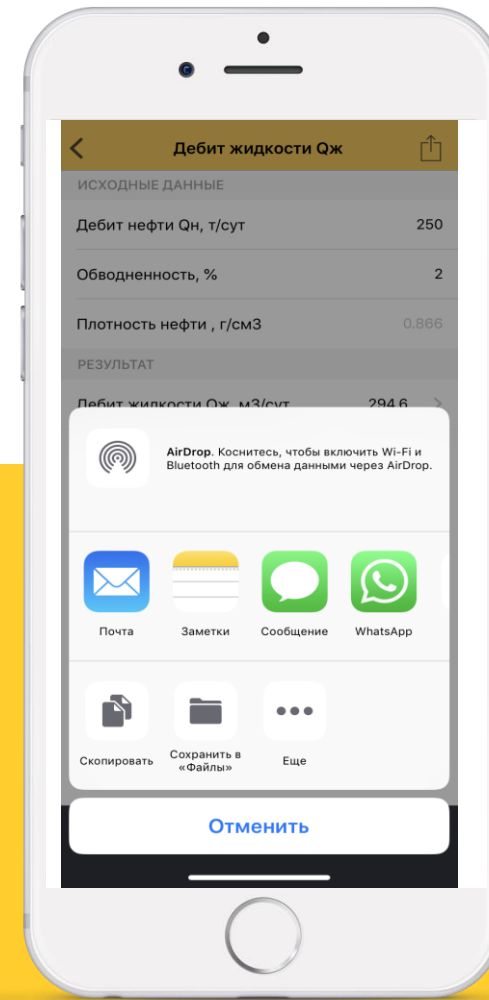 Дебит жидкости Qж
ИСХОДНЫЕ ДАННЫЕ
Дебит нефти Qн, т/сут 250
Обводненность, % 2
Плотность нефти , г/см3 0.866
РЕЗУЛЬТАТ
Дебит жидкости Qж, м3/сут 294.6
AirDrop. Коснитесь, чтобы включить Wi-Fi и
Bluetooth для обмена данными через AirDrop.
Почта Заметки Сообщение WhatsApp
Скопировать Сохранить в «Файлы» Еще
Отменить